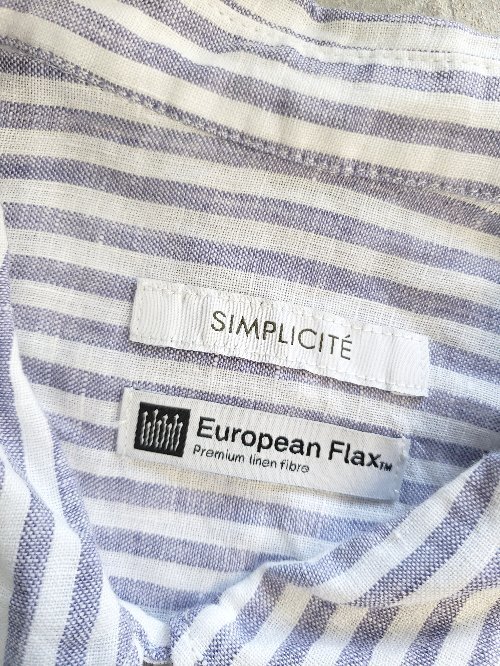 SIMPLICITÉ
European Flax™
Premium linen fibre